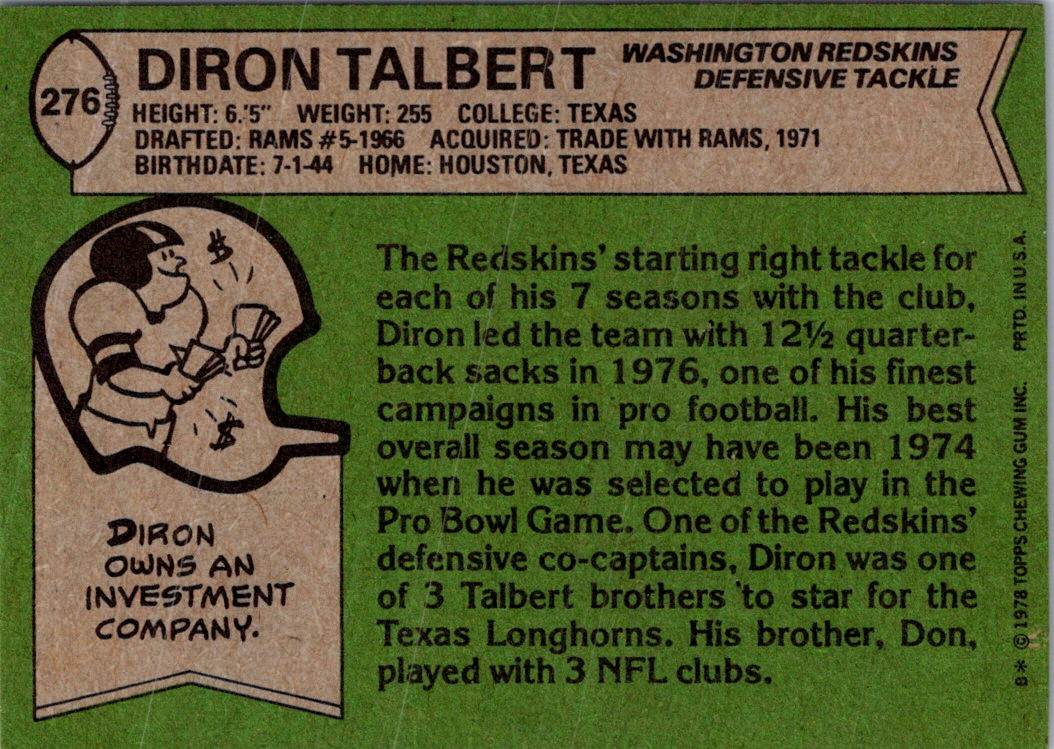 276
DIRON TALBERT
WASHINGTON REDSKINS
DEFENSIVE TACKLE
HEIGHT: 6.'5" WEIGHT: 255 COLLEGE: TEXAS
DRAFTED: RAMS #5-1966 ACQUIRED: TRADE WITH RAMS, 1971
BIRTHDATE: 7-1-44 HOME: HOUSTON, TEXAS
$
$
DIRON
OWNS AN
INVESTMENT
COMPANY.
The Redskins' starting right tackle for
each of his 7 seasons with the club,
Diron led the team with 12½ quarter-
back sacks in 1976, one of his finest
campaigns in pro football. His best
overall season may have been 1974
when he was selected to play in the
Pro Bowl Game. One of the Redskins'
defensive co-captains, Diron was one
of 3 Talbert brothers to star for the
Texas Longhorns. His brother, Don,
played with 3 NFL clubs.
B* © 1978 TOPPS CHEWING GUM INC. PRTD. IN U.S.A.